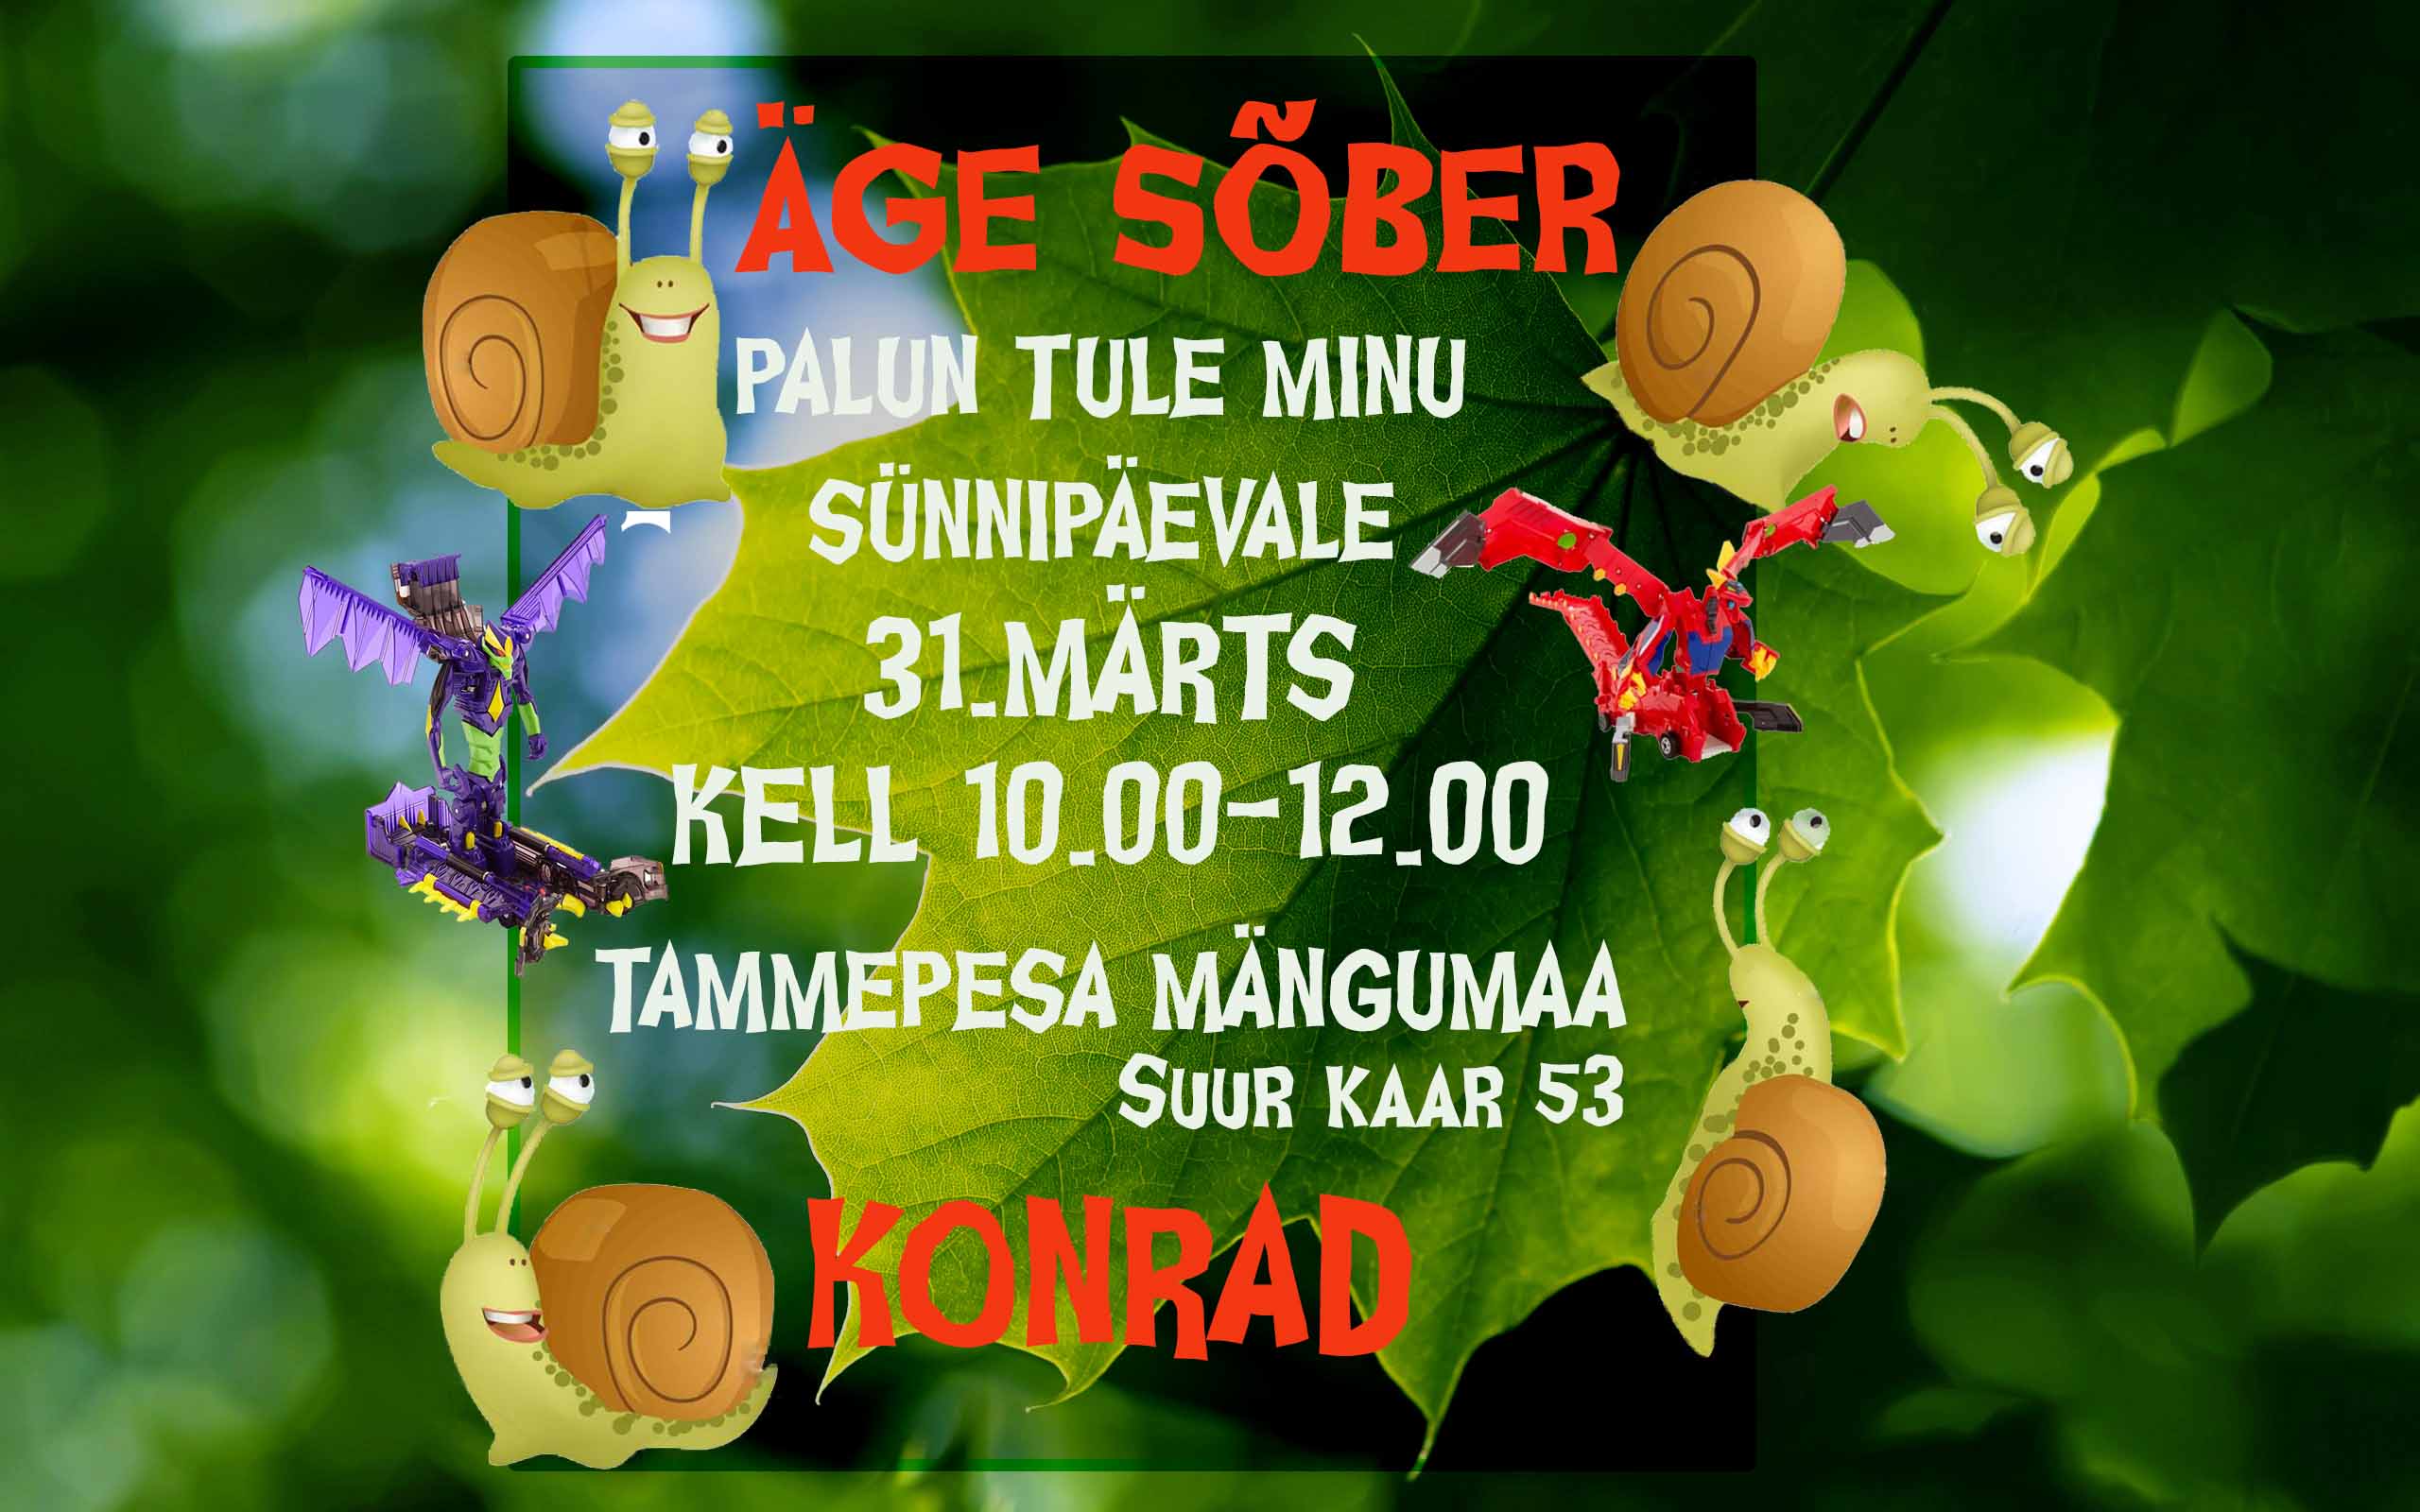 ÄGE SÕBER
PALUN TULE MINU
SÜNNIPÄEVALE
31.MÄRTS
KELL 10.00-12.00
TAMMEPESA MÄNGUMAA
SUUR KAAR 53
KONRAD